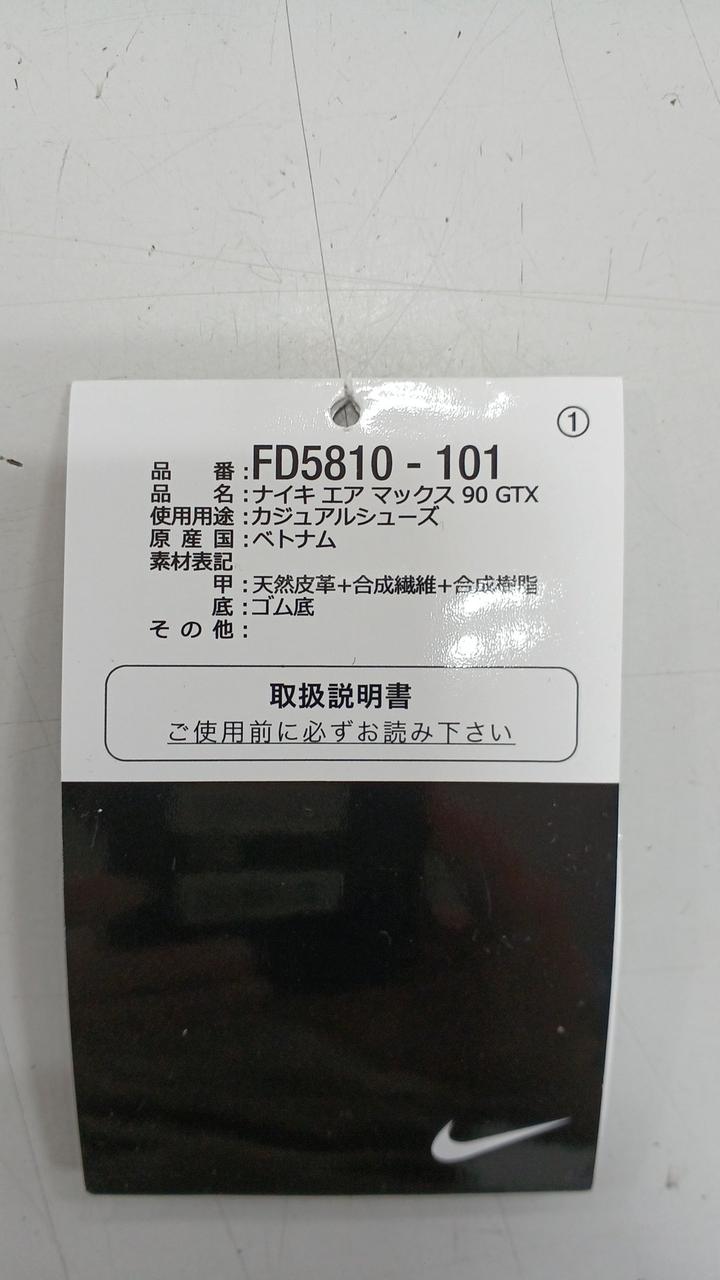 ①
品 番:FD5810 - 101
品 名:ナイキ エア マックス 90 GTX
使用用途:カジュアルシューズ
原 産 国:ベトナム
素材表記
甲:天然皮革+合成繊維+合成樹脂
底:ゴム底
そ の 他:
取扱説明書
ご使用前に必ずお読み下さい